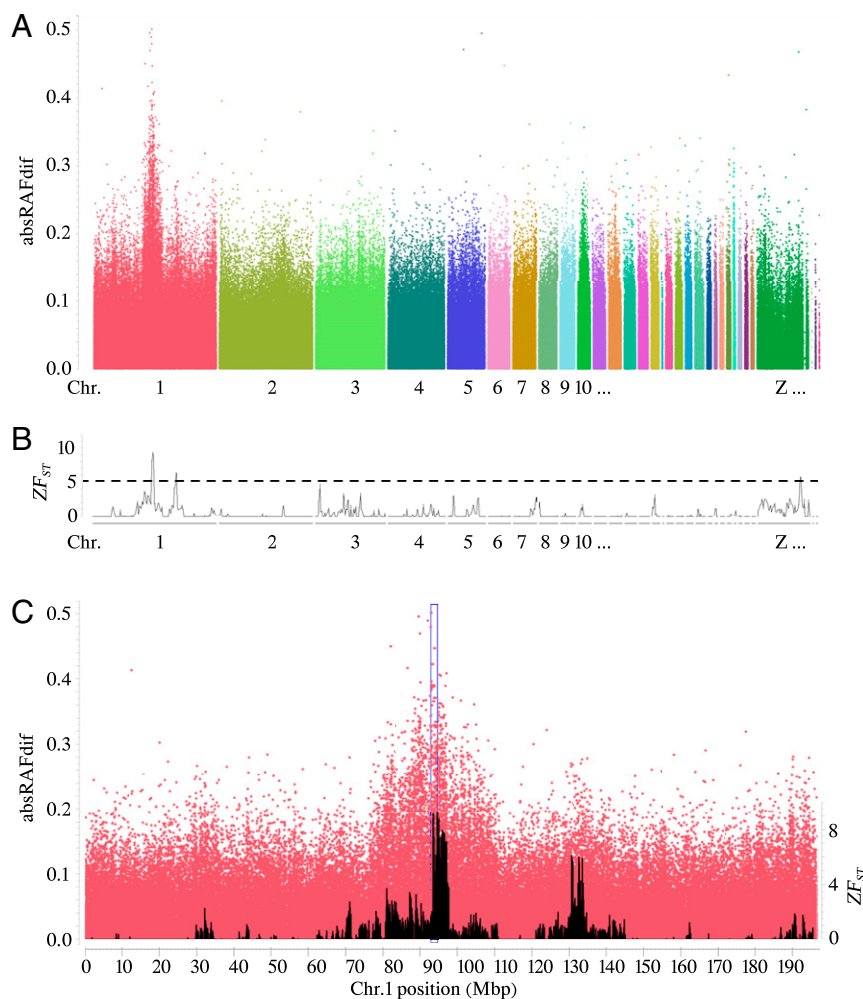 A
absRAFdif
0.5
0.4
0.3
0.2
0.1
0.0
Chr. 1 2 3 4 5 6 7 8 9 10 ... Z ...
B
ZF_ST
10
5
0
Chr. 1 2 3 4 5 6 7 8 9 10 ... Z ...
C
absRAFdif
0.5
0.4
0.3
0.2
0.1
0.0
8
4
0
ZF_ST
0 10 20 30 40 50 60 70 80 90 100 110 120 130 140 150 160 170 180 190
Chr.1 position (Mbp)